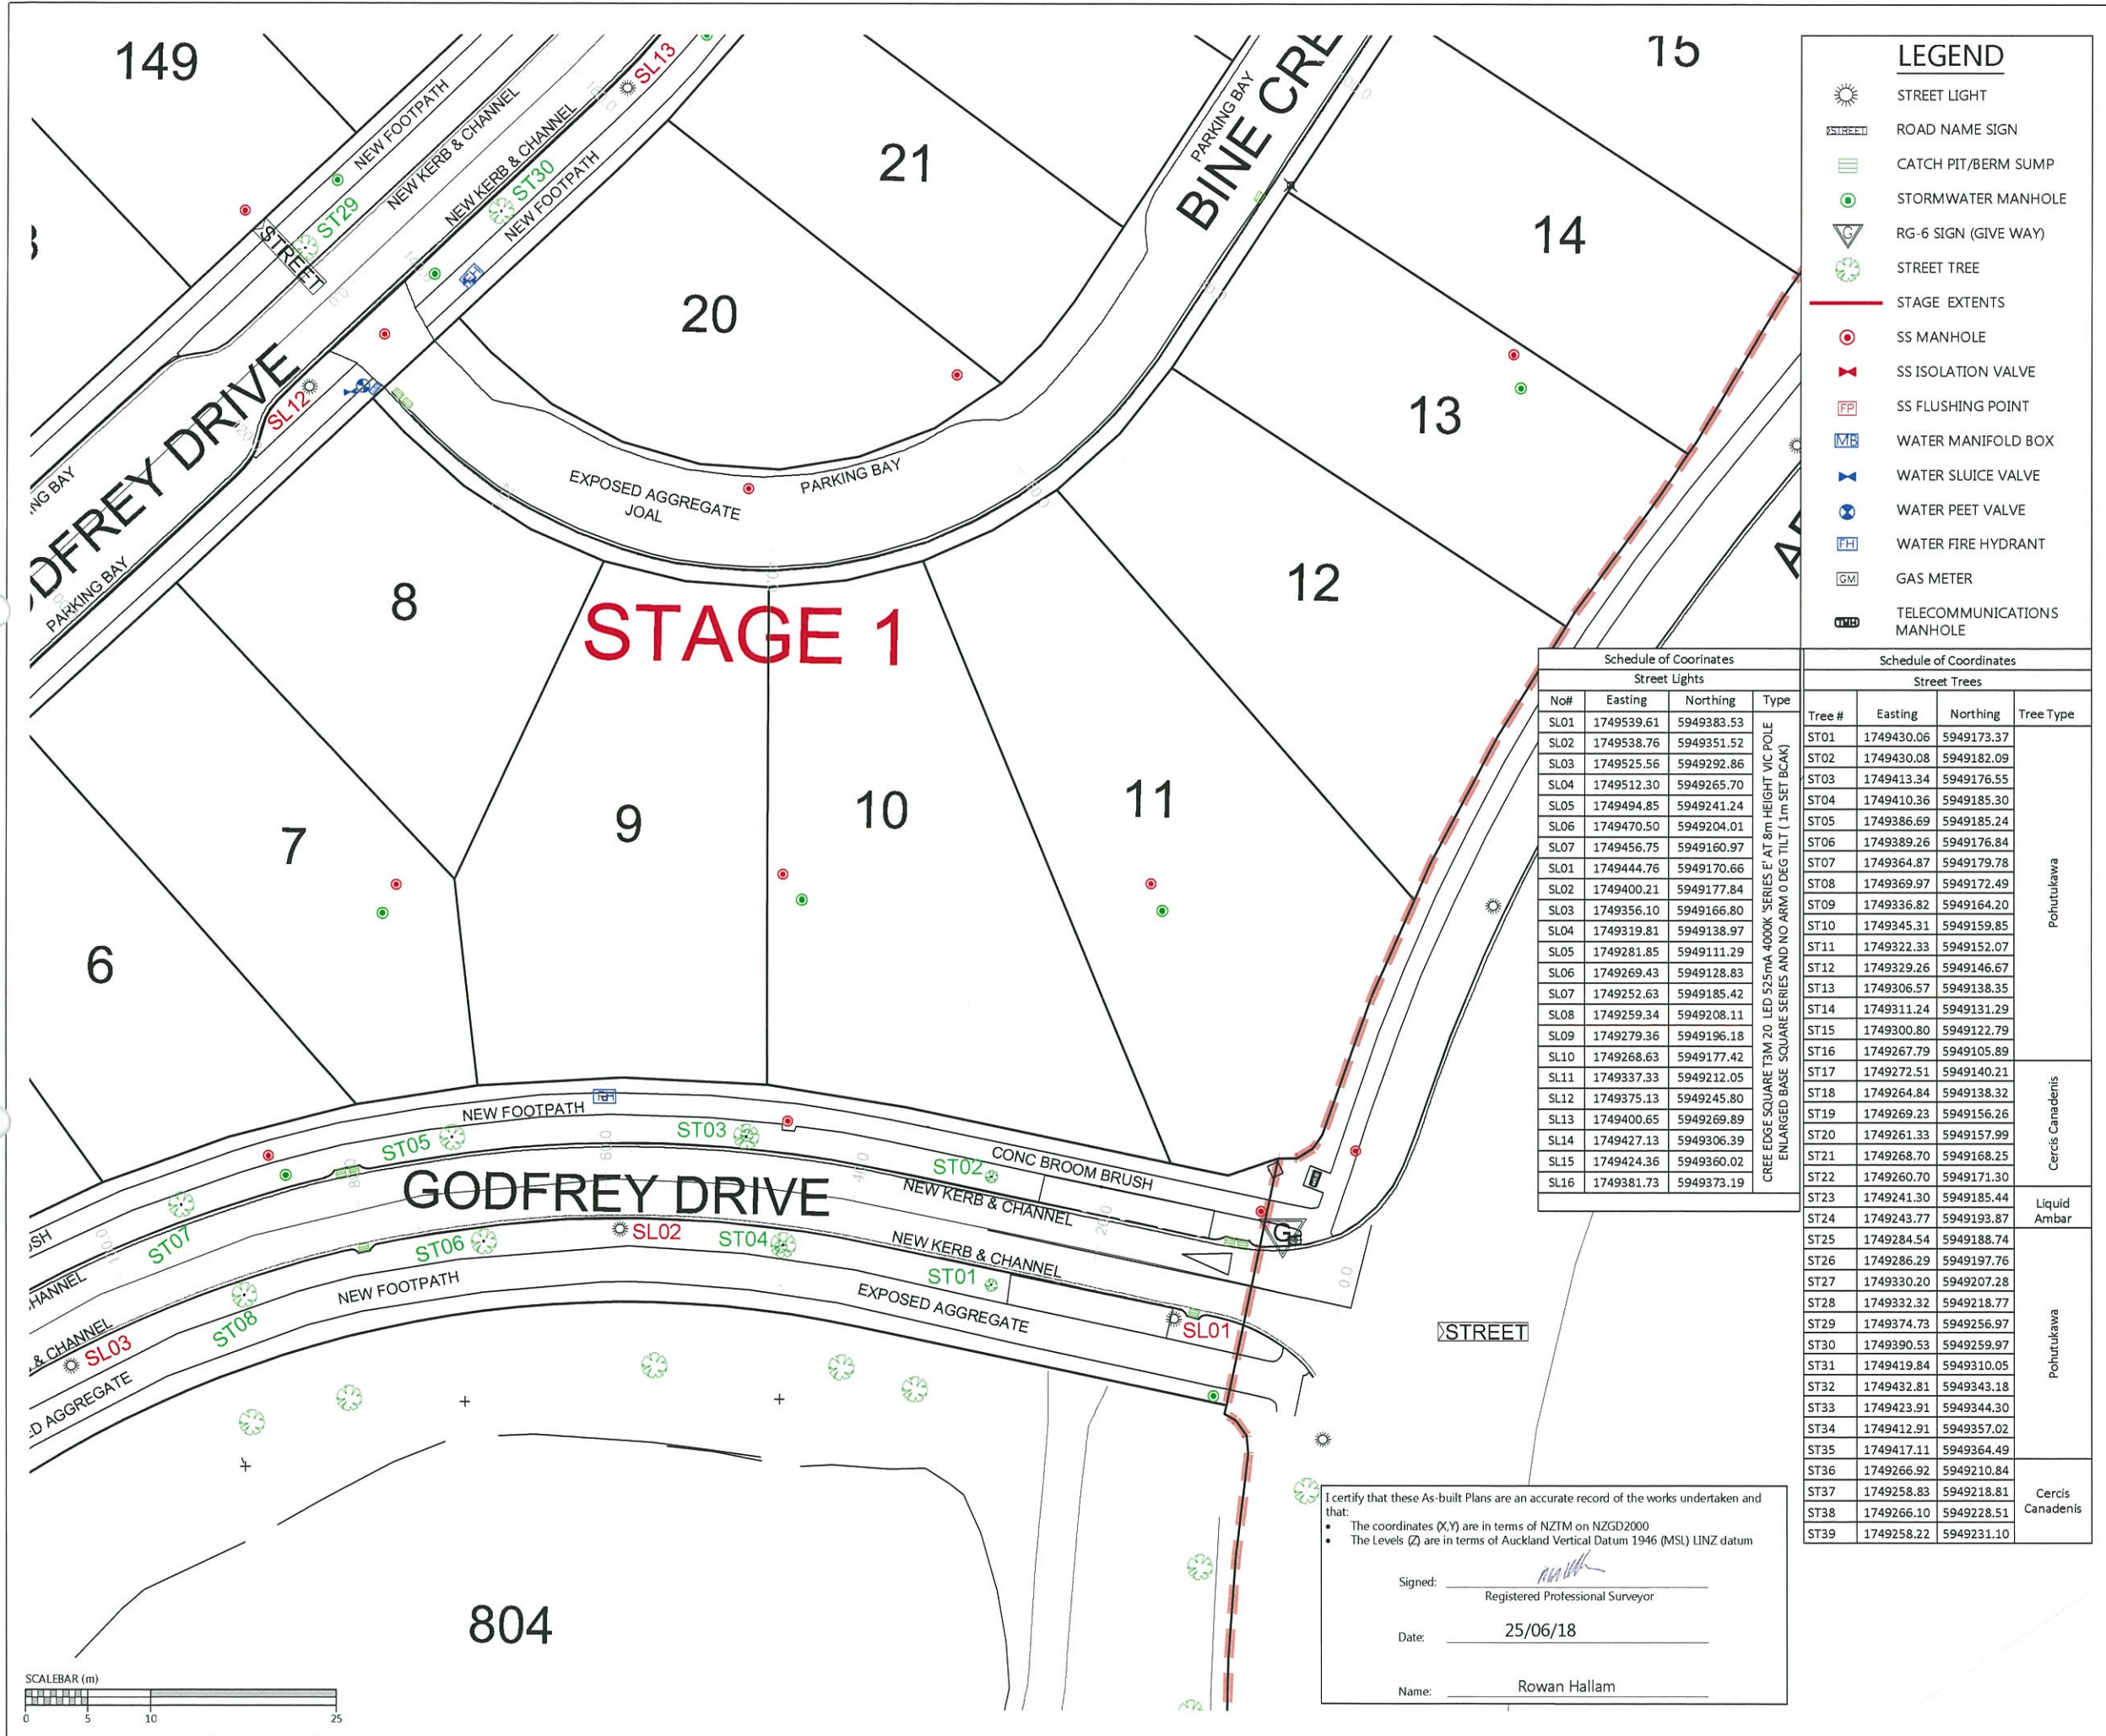 149
NEW FOOTPATH
NEW KERB & CHANNEL
NEW KERB & CHANNEL
NEW FOOTPATH
SL13
ST29
ST30
STREET
21
PARKING BAY
BINE CRE
15
14
20
13
SL12
GODFREY DRIVE
PARKING BAY
EXPOSED AGGREGATE
JOAL
PARKING BAY
8
STAGE 1
12
7
9
10
11
6
NEW FOOTPATH
ST05
ST03
ST02
CONC BROOM BRUSH
GODFREY DRIVE
NEW KERB & CHANNEL
ST07
ST06
SL02
ST04
NEW KERB & CHANNEL
ST01
NEW FOOTPATH
EXPOSED AGGREGATE
ST08
SL03
SL01
& CHANNEL
HANNEL
ED AGGREGATE
G
STREET
0.0
804
SCALEBAR (m)
0 5 10 25
LEGEND
STREET LIGHT
STREET ROAD NAME SIGN
CATCH PIT/BERM SUMP
STORMWATER MANHOLE
G RG-6 SIGN (GIVE WAY)
STREET TREE
STAGE EXTENTS
SS MANHOLE
SS ISOLATION VALVE
FP SS FLUSHING POINT
MB WATER MANIFOLD BOX
WATER SLUICE VALVE
WATER PEET VALVE
FH WATER FIRE HYDRANT
GM GAS METER
TMH TELECOMMUNICATIONS
MANHOLE
Schedule of Coorinates
Street Lights
No# Easting Northing Type
SL01 1749539.61 5949383.53
SL02 1749538.76 5949351.52
SL03 1749525.56 5949292.86
SL04 1749512.30 5949265.70
SL05 1749494.85 5949241.24
SL06 1749470.50 5949204.01
SL07 1749456.75 5949160.97
SL01 1749444.76 5949170.66
SL02 1749400.21 5949177.84
SL03 1749356.10 5949166.80
SL04 1749319.81 5949138.97
SL05 1749281.85 5949111.29
SL06 1749269.43 5949128.83
SL07 1749252.63 5949185.42
SL08 1749259.34 5949208.11
SL09 1749279.36 5949196.18
SL10 1749268.63 5949177.42
SL11 1749337.33 5949212.05
SL12 1749375.13 5949245.80
SL13 1749400.65 5949269.89
SL14 1749427.13 5949306.39
SL15 1749424.36 5949360.02
SL16 1749381.73 5949373.19
CREE EDGE SQUARE T3M 20 LED 525mA 4000K 'SERIES E' AT 8m HEIGHT VIC POLE
ENLARGED BASE SQUARE SERIES AND NO ARM 0 DEG TILT ( 1m SET BCAK)
Schedule of Coordinates
Street Trees
Tree # Easting Northing Tree Type
ST01 1749430.06 5949173.37
ST02 1749430.08 5949182.09
ST03 1749413.34 5949176.55
ST04 1749410.36 5949185.30
ST05 1749386.69 5949185.24
ST06 1749389.26 5949176.84
ST07 1749364.87 5949179.78
ST08 1749369.97 5949172.49
ST09 1749336.82 5949164.20
ST10 1749345.31 5949159.85
ST11 1749322.33 5949152.07
ST12 1749329.26 5949146.67
ST13 1749306.57 5949138.35
ST14 1749311.24 5949131.29
ST15 1749300.80 5949122.79
ST16 1749267.79 5949105.89
Pohutukawa
ST17 1749272.51 5949140.21
ST18 1749264.84 5949138.32
ST19 1749269.23 5949156.26
ST20 1749261.33 5949157.99
ST21 1749268.70 5949168.25
ST22 1749260.70 5949171.30
Cercis Canadenis
ST23 1749241.30 5949185.44
ST24 1749243.77 5949193.87
Liquid
Ambar
ST25 1749284.54 5949188.74
ST26 1749286.29 5949197.76
ST27 1749330.20 5949207.28
ST28 1749332.32 5949218.77
ST29 1749374.73 5949256.97
ST30 1749390.53 5949259.97
ST31 1749419.84 5949310.05
ST32 1749432.81 5949343.18
ST33 1749423.91 5949344.30
ST34 1749412.91 5949357.02
ST35 1749417.11 5949364.49
Pohutukawa
ST36 1749266.92 5949210.84
ST37 1749258.83 5949218.81
ST38 1749266.10 5949228.51
ST39 1749258.22 5949231.10
Cercis
Canadenis
I certify that these As-built Plans are an accurate record of the works undertaken and
that:
• The coordinates (X,Y) are in terms of NZTM on NZGD2000
• The Levels (Z) are in terms of Auckland Vertical Datum 1946 (MSL) LINZ datum
Signed:
Registered Professional Surveyor
Date: 25/06/18
Name: Rowan Hallam